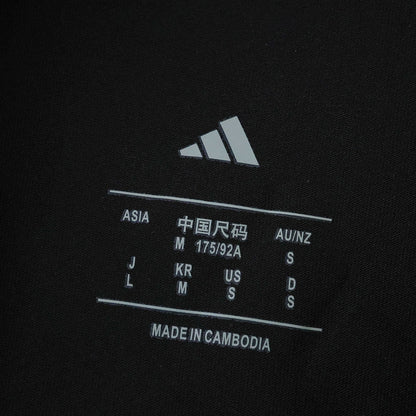 ASIA 中国尺码 AU/NZ
M 175/92A S
J KR US D
L M S S
MADE IN CAMBODIA